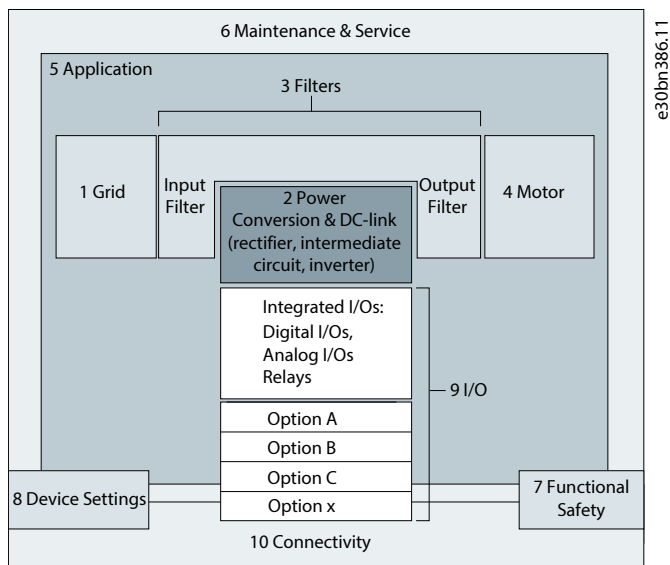 6 Maintenance & Service
e30bn386.11
5 Application
3 Filters
1 Grid
Input
Filter
2 Power
Conversion & DC-link
(rectifier, intermediate
circuit, inverter)
Output
Filter
4 Motor
Integrated I/Os:
Digital I/Os,
Analog I/Os
Relays
9 I/O
Option A
Option B
Option C
Option x
8 Device Settings
7 Functional
Safety
10 Connectivity